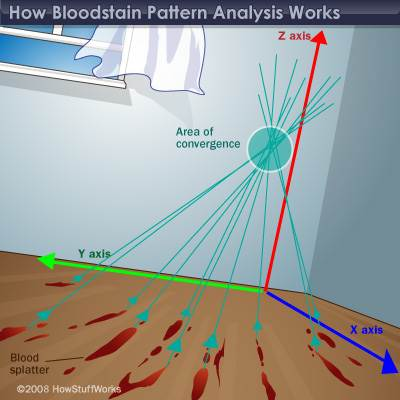 How Bloodstain Pattern Analysis Works
Z axis
Area of
convergence
Y axis
X axis
Blood
splatter
©2008 HowStuffWorks